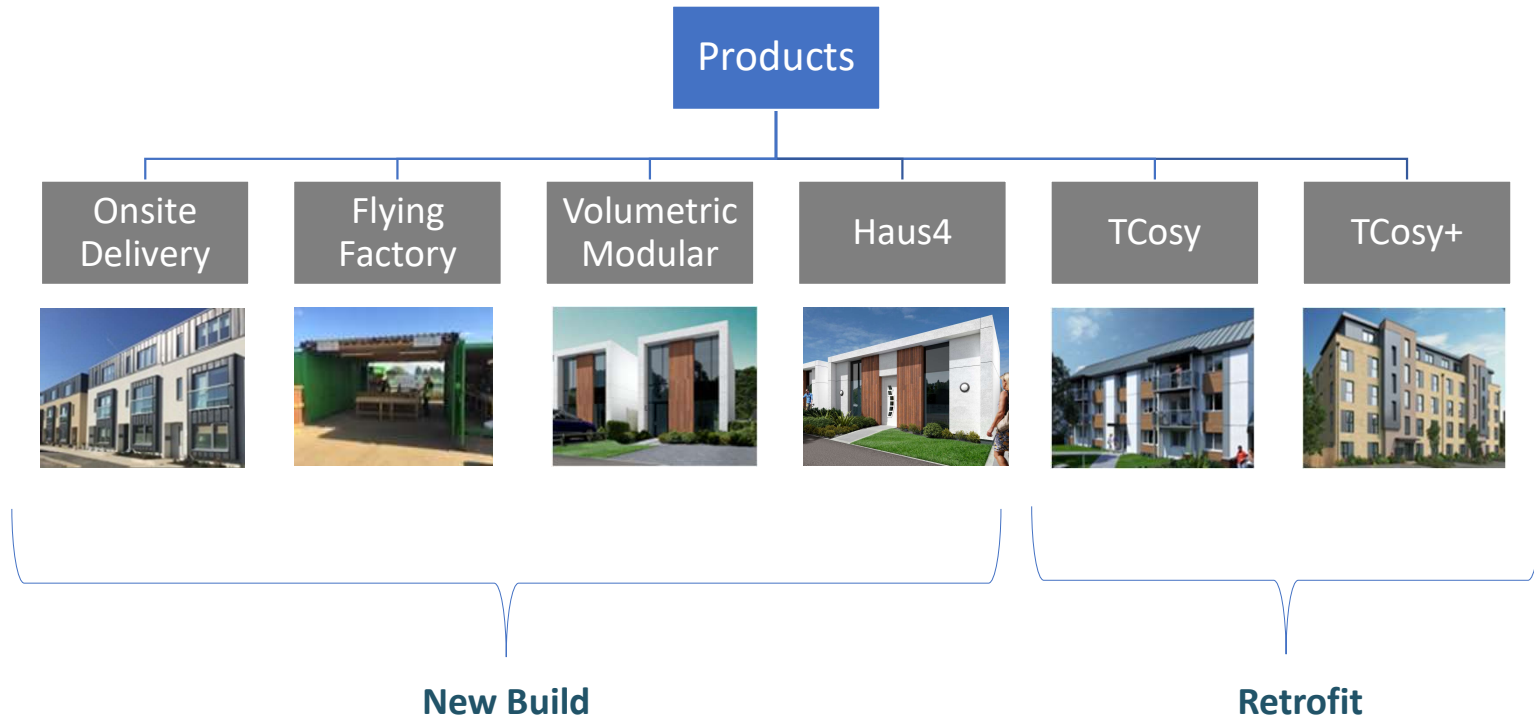 Products
Onsite
Delivery
Flying
Factory
Volumetric
Modular
Haus4
TCosy
TCosy+
New Build
Retrofit